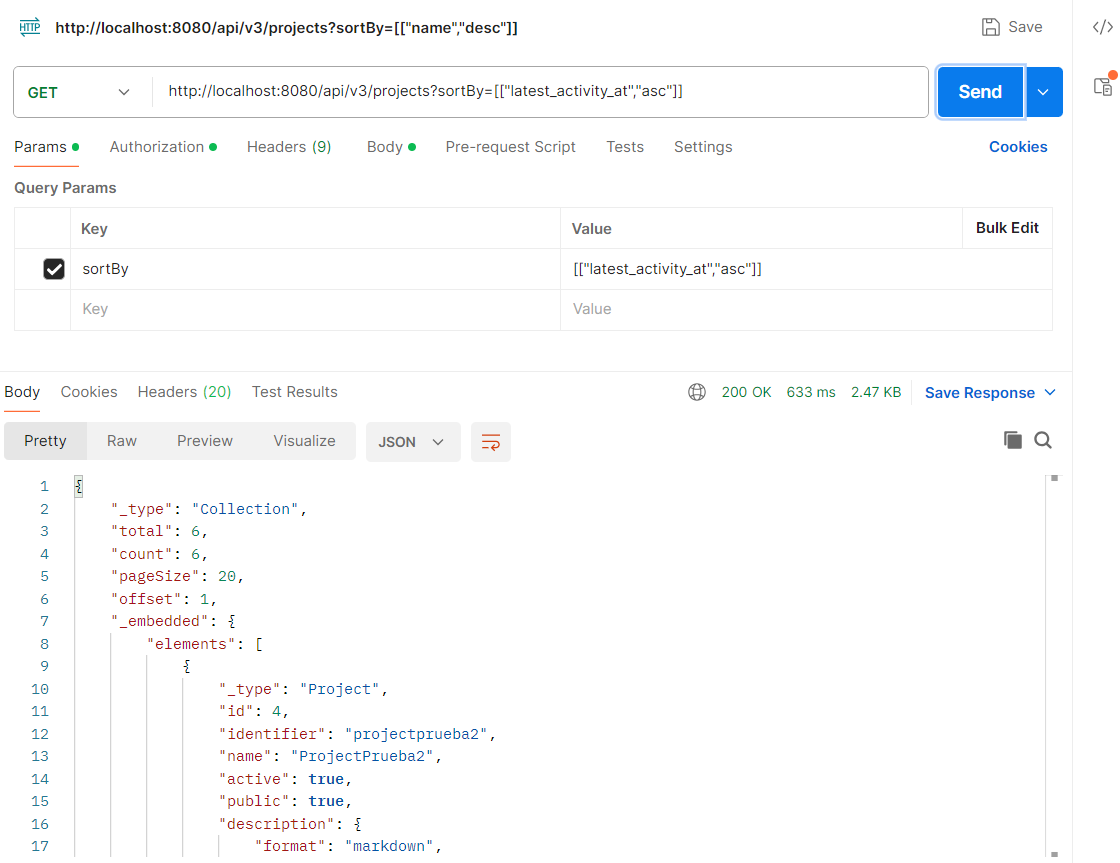 HTTP http://localhost:8080/api/v3/projects?sortBy=[["name","desc"]] Save
GET http://localhost:8080/api/v3/projects?sortBy=[["latest_activity_at","asc"]] Send
Params Authorization Headers (9) Body Pre-request Script Tests Settings Cookies
Query Params
Key Value Bulk Edit
sortBy [["latest_activity_at","asc"]]
Key Value
Body Cookies Headers (20) Test Results 200 OK 633 ms 2.47 KB Save Response
Pretty Raw Preview Visualize JSON
1 {
2 "_type": "Collection",
3 "total": 6,
4 "count": 6,
5 "pageSize": 20,
6 "offset": 1,
7 "_embedded": {
8 "elements": [
9 {
10 "_type": "Project",
11 "id": 4,
12 "identifier": "projectprueba2",
13 "name": "ProjectPrueba2",
14 "active": true,
15 "public": true,
16 "description": {
17 "format": "markdown",